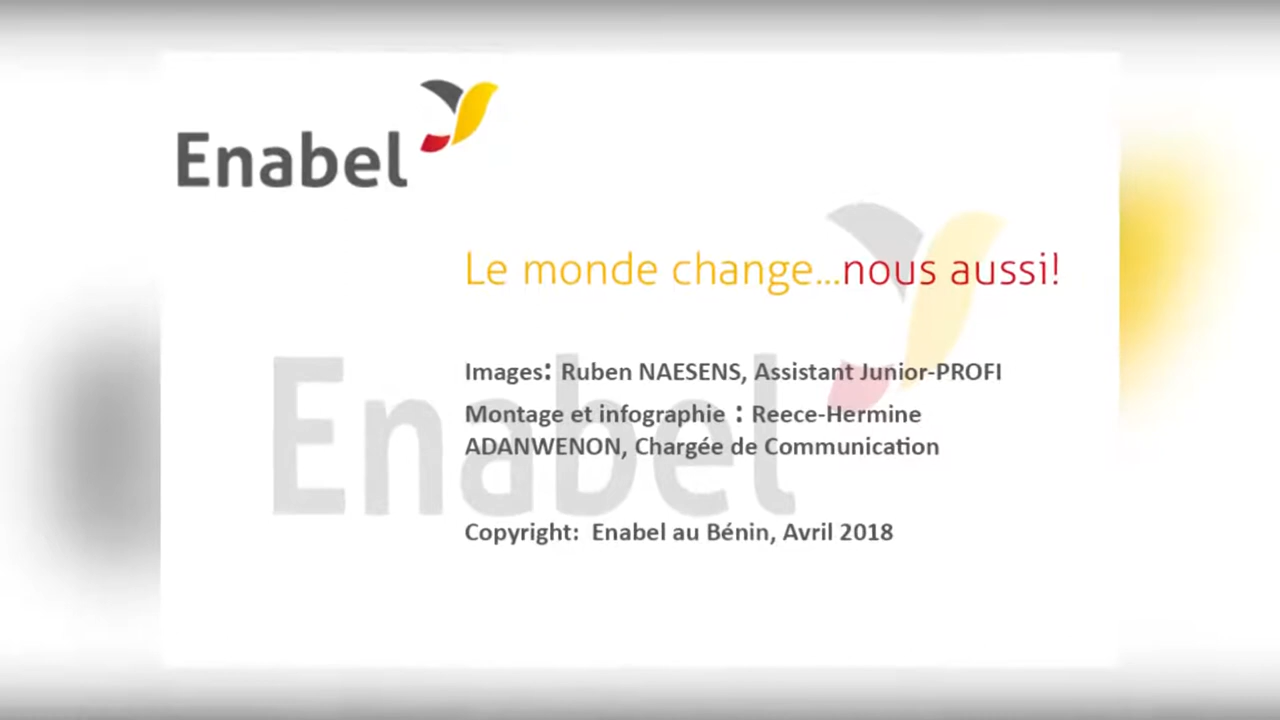 Enabel
Le monde change...nous aussi!
Enabel
Images: Ruben NAESENS, Assistant Junior-PROFI
Montage et infographie : Reece-Hermine
ADANWENON, Chargée de Communication
Copyright: Enabel au Bénin, Avril 2018